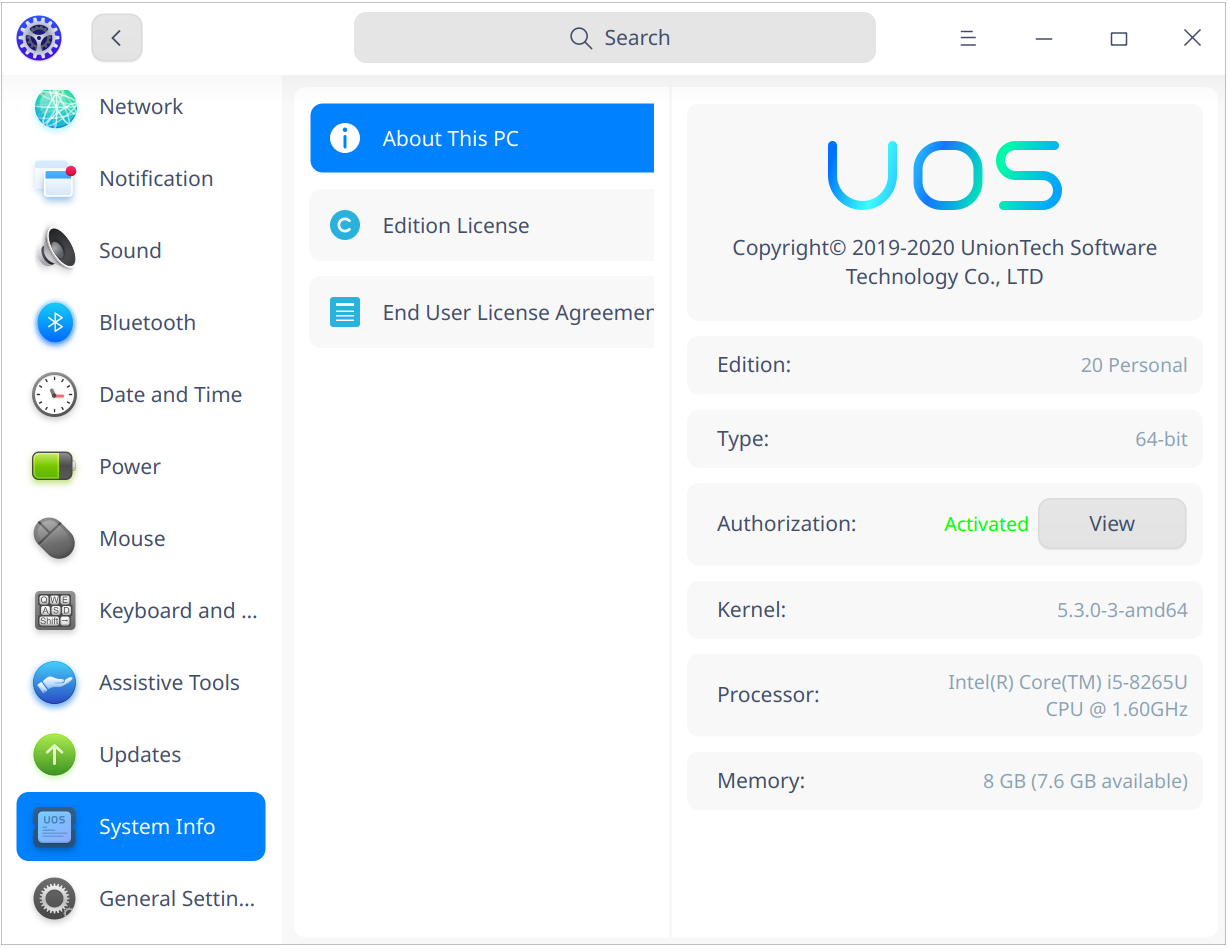 Search
Network
Notification
Sound
Bluetooth
Date and Time
Power
Mouse
Keyboard and ...
Assistive Tools
Updates
UOS
System Info
General Settin...
About This PC
Edition License
End User License Agreemen
UOS
Copyright© 2019-2020 UnionTech Software
Technology Co., LTD
Edition: 20 Personal
Type: 64-bit
Authorization: Activated View
Kernel: 5.3.0-3-amd64
Processor: Intel(R) Core(TM) i5-8265U
CPU @ 1.60GHz
Memory: 8 GB (7.6 GB available)